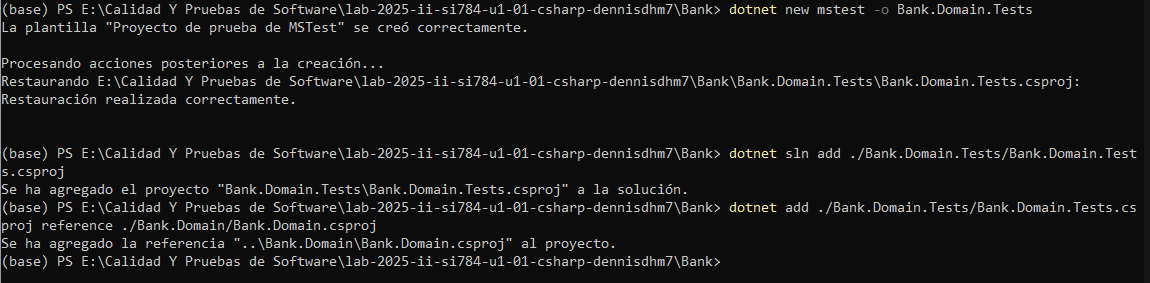 (base) PS E:\Calidad Y Pruebas de Software\lab-2025-ii-si784-u1-01-csharp-dennisdhm7\Bank> dotnet new mstest -o Bank.Domain.Tests
La plantilla "Proyecto de prueba de MSTest" se creó correctamente.
Procesando acciones posteriores a la creación...
Restaurando E:\Calidad Y Pruebas de Software\lab-2025-ii-si784-u1-01-csharp-dennisdhm7\Bank\Bank.Domain.Tests\Bank.Domain.Tests.csproj:
Restauración realizada correctamente.
(base) PS E:\Calidad Y Pruebas de Software\lab-2025-ii-si784-u1-01-csharp-dennisdhm7\Bank> dotnet sln add ./Bank.Domain.Tests/Bank.Domain.Test
s.csproj
Se ha agregado el proyecto "Bank.Domain.Tests\Bank.Domain.Tests.csproj" a la solución.
(base) PS E:\Calidad Y Pruebas de Software\lab-2025-ii-si784-u1-01-csharp-dennisdhm7\Bank> dotnet add ./Bank.Domain.Tests/Bank.Domain.Tests.cs
proj reference ./Bank.Domain/Bank.Domain.csproj
Se ha agregado la referencia "..\Bank.Domain\Bank.Domain.csproj" al proyecto.
(base) PS E:\Calidad Y Pruebas de Software\lab-2025-ii-si784-u1-01-csharp-dennisdhm7\Bank>